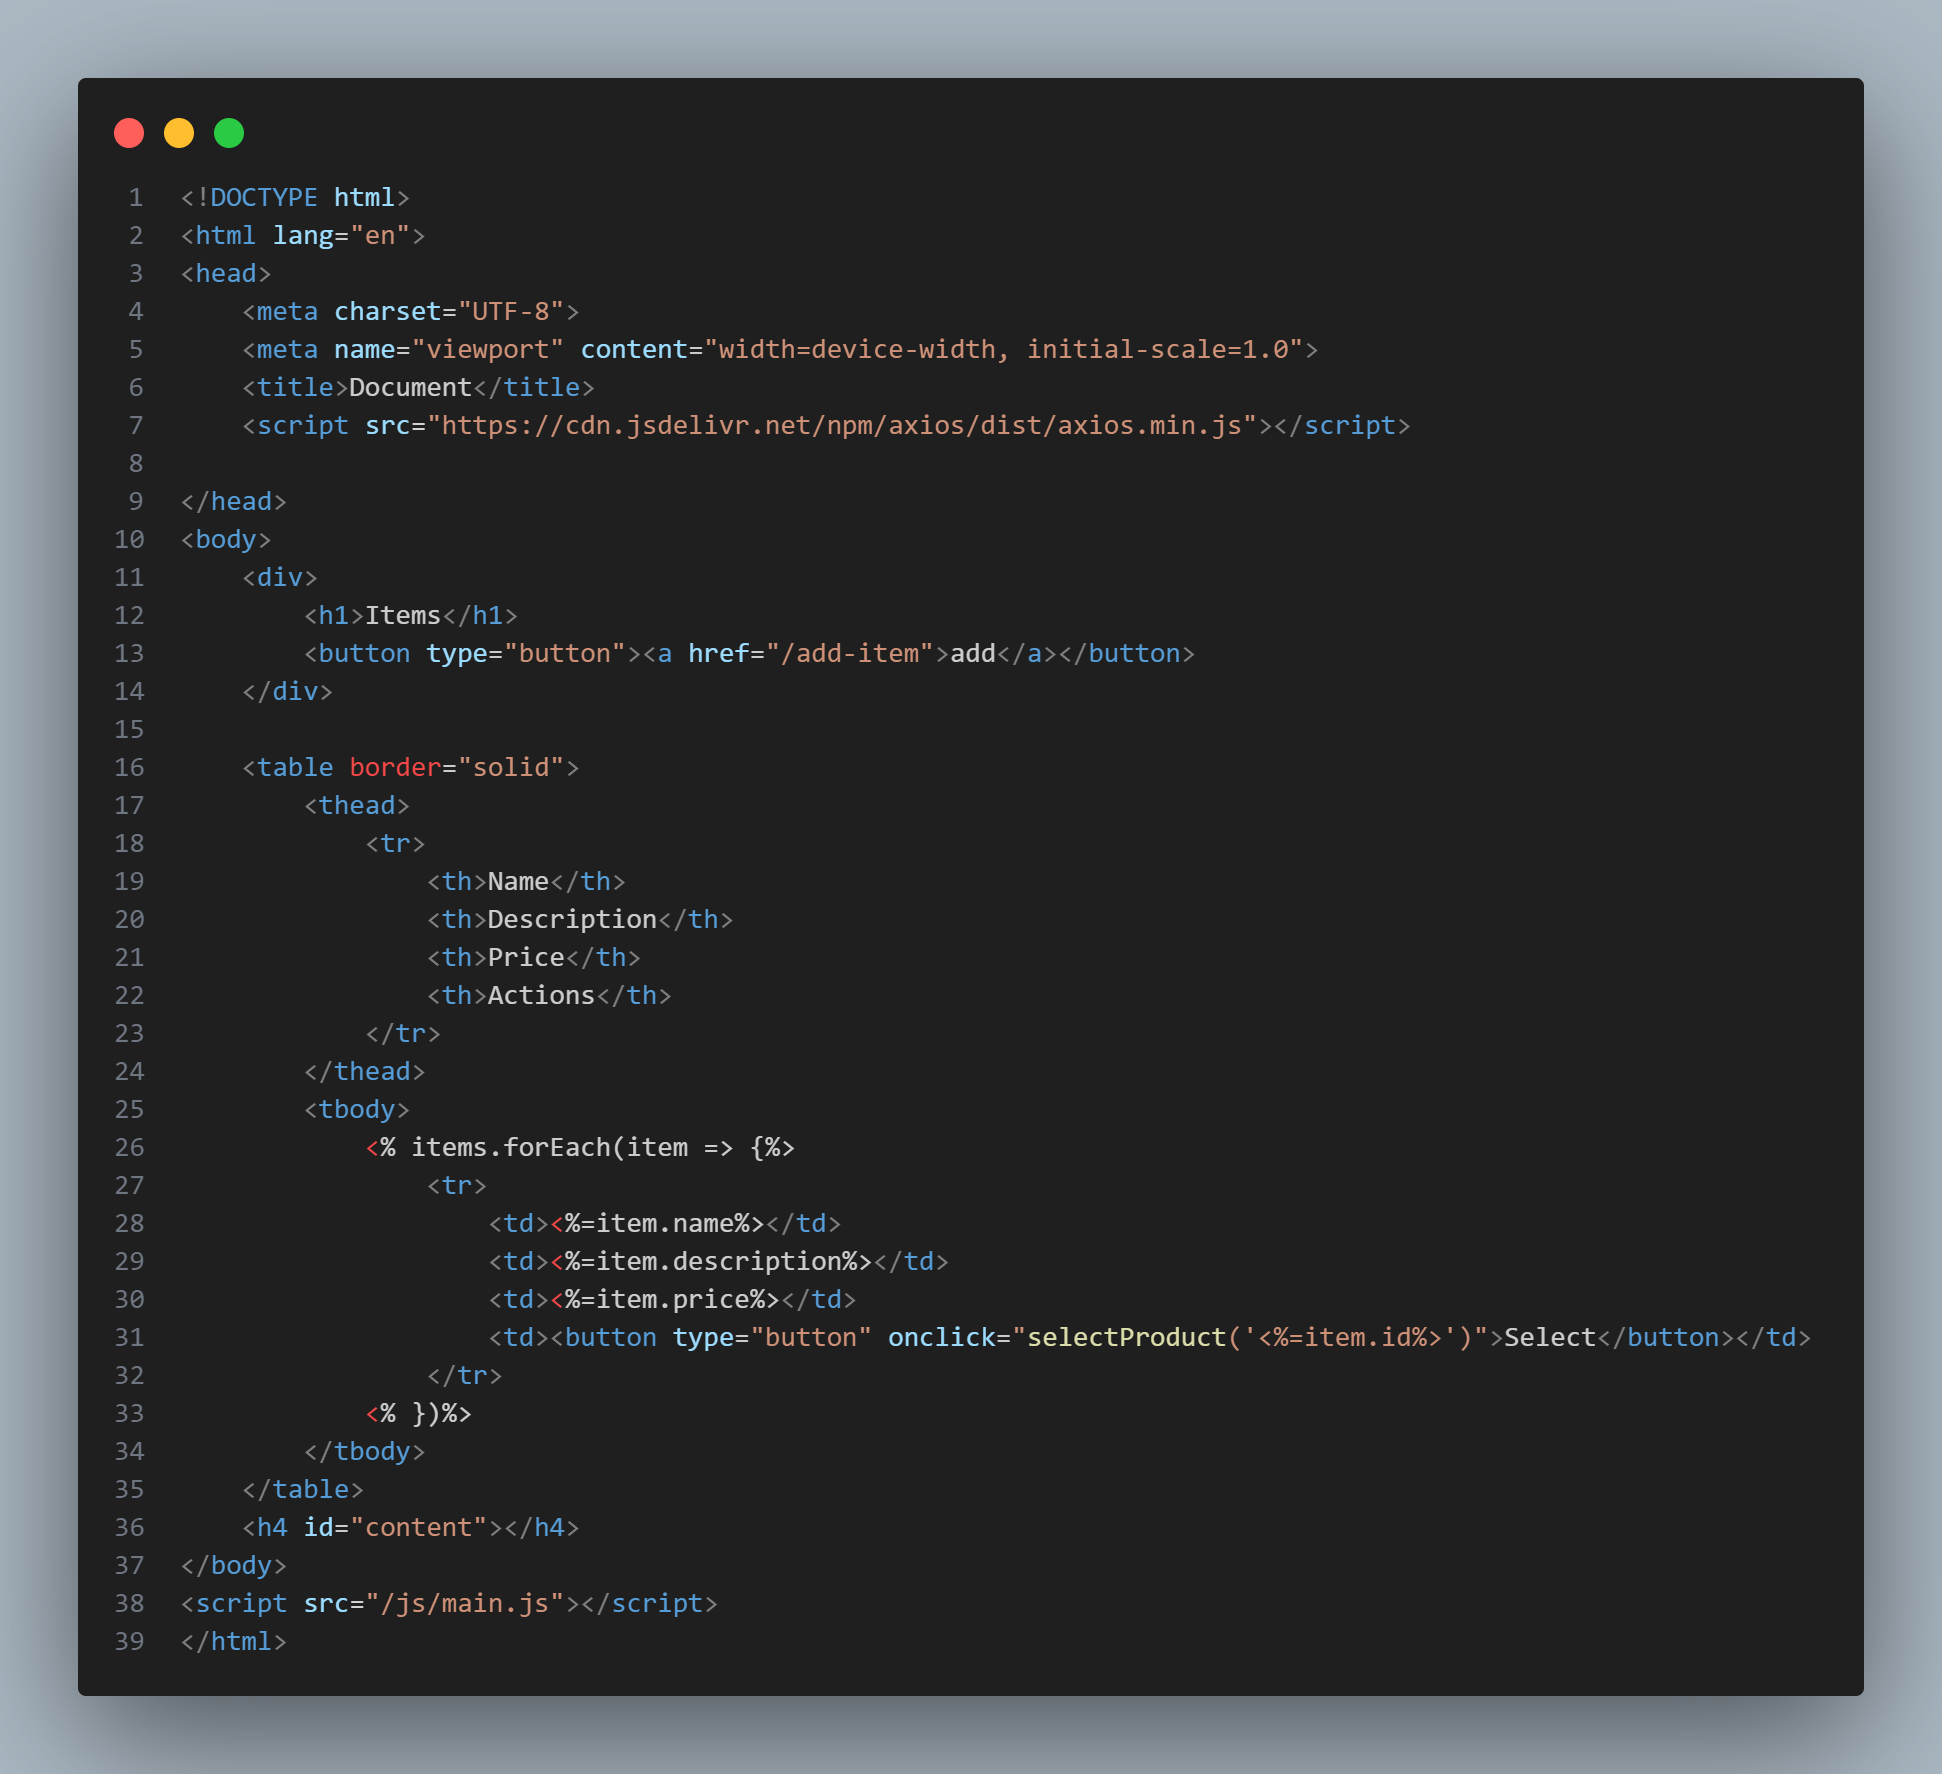 1 <!DOCTYPE html>
2 <html lang="en">
3 <head>
4     <meta charset="UTF-8">
5     <meta name="viewport" content="width=device-width, initial-scale=1.0">
6     <title>Document</title>
7     <script src="https://cdn.jsdelivr.net/npm/axios/dist/axios.min.js"></script>
8
9 </head>
10 <body>
11     <div>
12         <h1>Items</h1>
13         <button type="button"><a href="/add-item">add</a></button>
14     </div>
15
16     <table border="solid">
17         <thead>
18             <tr>
19                 <th>Name</th>
20                 <th>Description</th>
21                 <th>Price</th>
22                 <th>Actions</th>
23             </tr>
24         </thead>
25         <tbody>
26             <% items.forEach(item => {%>
27                 <tr>
28                     <td><%=item.name%></td>
29                     <td><%=item.description%></td>
30                     <td><%=item.price%></td>
31                     <td><button type="button" onclick="selectProduct('<%=item.id%>')">Select</button></td>
32                 </tr>
33             <% })%>
34         </tbody>
35     </table>
36     <h4 id="content"></h4>
37 </body>
38 <script src="/js/main.js"></script>
39 </html>